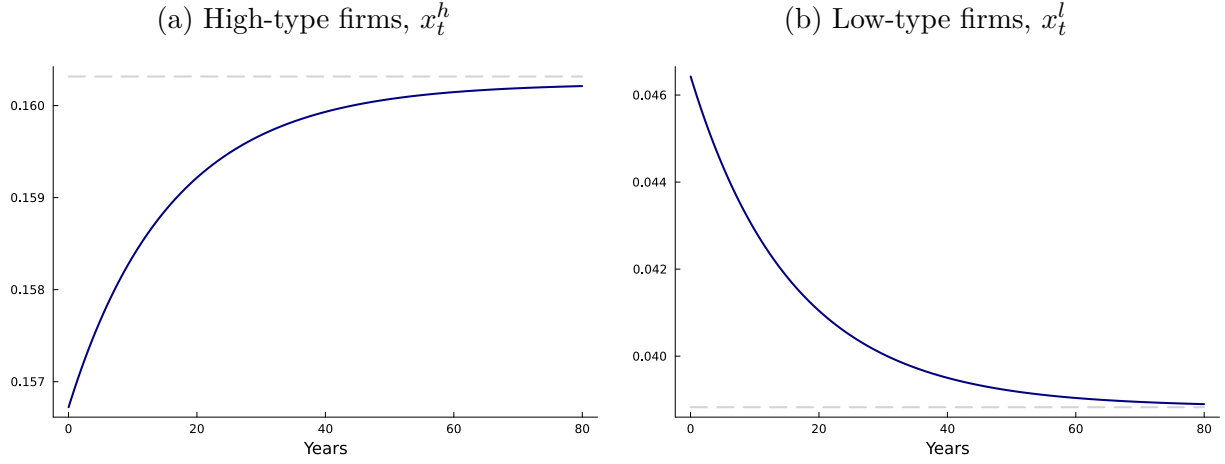 (a) High-type firms, x_t^h
0.160
0.159
0.158
0.157
0 20 40 60 80
Years
(b) Low-type firms, x_t^l
0.046
0.044
0.042
0.040
0 20 40 60 80
Years